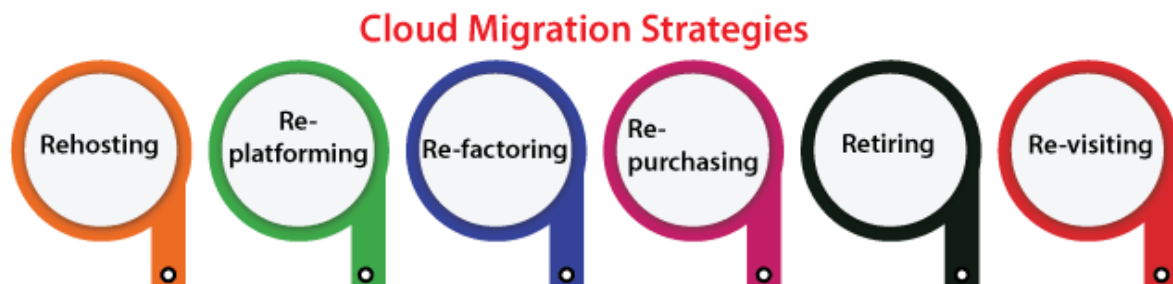 Cloud Migration Strategies
Rehosting
Re-
platforming
Re-factoring
Re-
purchasing
Retiring
Re-visiting